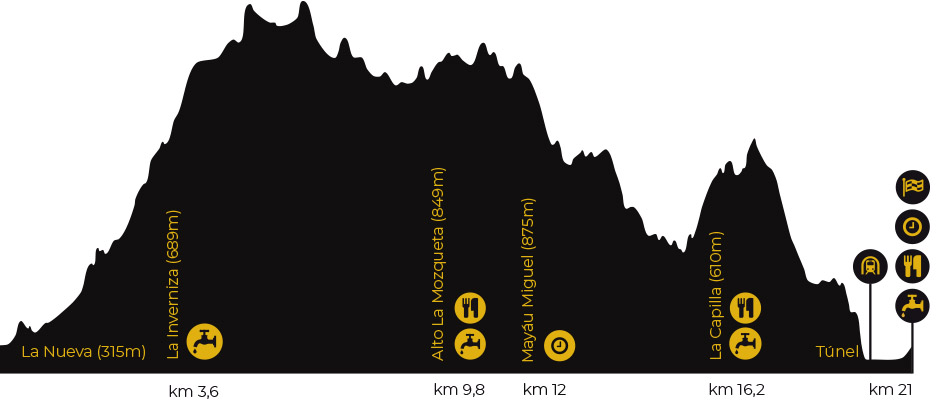 La Nueva (315m)
La Inverniza (689m)
Alto La Mozqueta (849m)
Mayáu Miguel (875m)
La Capilla (610m)
Túnel
km 3,6
km 9,8
km 12
km 16,2
km 21